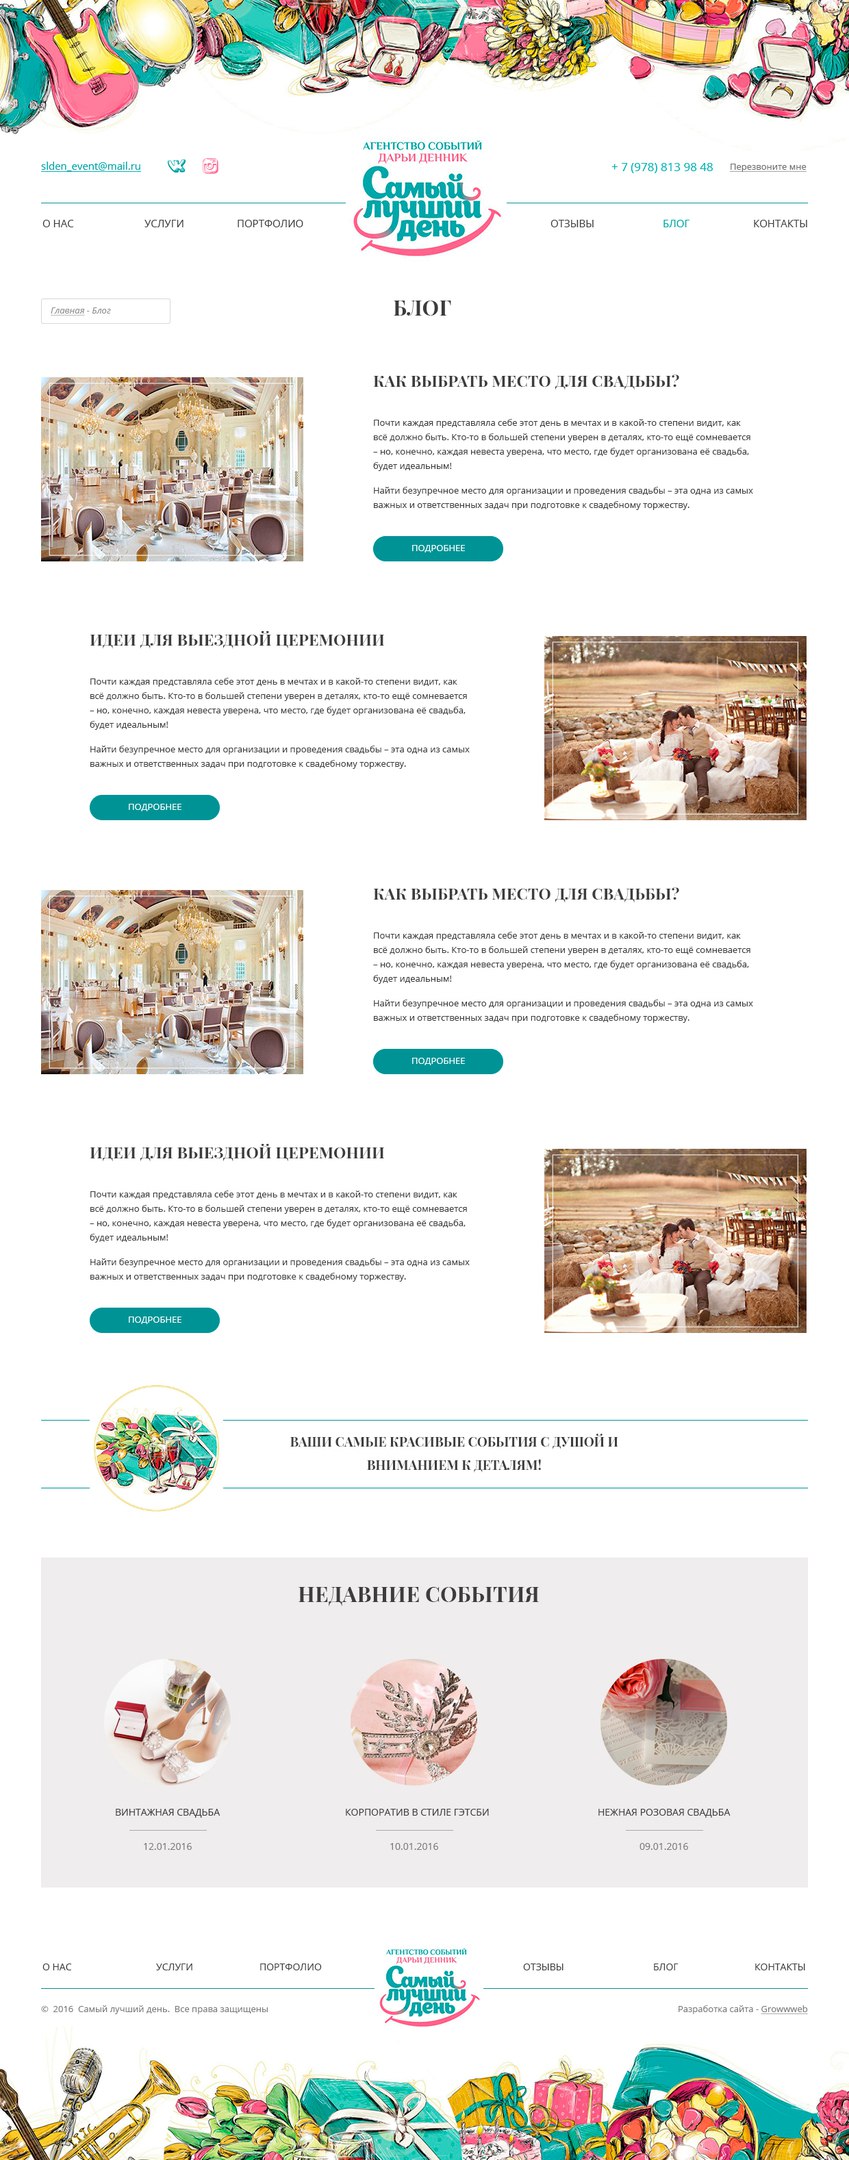 АГЕНТСТВО СОБЫТИЙ
ДАРЬИ ДЕННИК
Самый
лучший
день
slden_event@mail.ru
+ 7 (978) 813 98 48
Перезвоните мне
О НАС
УСЛУГИ
ПОРТФОЛИО
ОТЗЫВЫ
БЛОГ
КОНТАКТЫ
Главная - Блог
БЛОГ
КАК ВЫБРАТЬ МЕСТО ДЛЯ СВАДЬБЫ?
Почти каждая представляла себе этот день в мечтах и в какой-то степени видит, как
всё должно быть. Кто-то в большей степени уверен в деталях, кто-то ещё сомневается
– но, конечно, каждая невеста уверена, что место, где будет организована её свадьба,
будет идеальным!
Найти безупречное место для организации и проведения свадьбы – эта одна из самых
важных и ответственных задач при подготовке к свадебному торжеству.
ПОДРОБНЕЕ
ИДЕИ ДЛЯ ВЫЕЗДНОЙ ЦЕРЕМОНИИ
Почти каждая представляла себе этот день в мечтах и в какой-то степени видит, как
всё должно быть. Кто-то в большей степени уверен в деталях, кто-то ещё сомневается
– но, конечно, каждая невеста уверена, что место, где будет организована её свадьба,
будет идеальным!
Найти безупречное место для организации и проведения свадьбы – эта одна из самых
важных и ответственных задач при подготовке к свадебному торжеству.
ПОДРОБНЕЕ
КАК ВЫБРАТЬ МЕСТО ДЛЯ СВАДЬБЫ?
Почти каждая представляла себе этот день в мечтах и в какой-то степени видит, как
всё должно быть. Кто-то в большей степени уверен в деталях, кто-то ещё сомневается
– но, конечно, каждая невеста уверена, что место, где будет организована её свадьба,
будет идеальным!
Найти безупречное место для организации и проведения свадьбы – эта одна из самых
важных и ответственных задач при подготовке к свадебному торжеству.
ПОДРОБНЕЕ
ИДЕИ ДЛЯ ВЫЕЗДНОЙ ЦЕРЕМОНИИ
Почти каждая представляла себе этот день в мечтах и в какой-то степени видит, как
всё должно быть. Кто-то в большей степени уверен в деталях, кто-то ещё сомневается
– но, конечно, каждая невеста уверена, что место, где будет организована её свадьба,
будет идеальным!
Найти безупречное место для организации и проведения свадьбы – эта одна из самых
важных и ответственных задач при подготовке к свадебному торжеству.
ПОДРОБНЕЕ
ВАШИ САМЫЕ КРАСИВЫЕ СОБЫТИЯ С ДУШОЙ И
ВНИМАНИЕМ К ДЕТАЛЯМ!
НЕДАВНИЕ СОБЫТИЯ
ВИНТАЖНАЯ СВАДЬБА
12.01.2016
КОРПОРАТИВ В СТИЛЕ ГЭТСБИ
10.01.2016
НЕЖНАЯ РОЗОВАЯ СВАДЬБА
09.01.2016
О НАС
УСЛУГИ
ПОРТФОЛИО
АГЕНТСТВО СОБЫТИЙ
ДАРЬИ ДЕННИК
Самый
лучший
день
ОТЗЫВЫ
БЛОГ
КОНТАКТЫ
© 2016 Самый лучший день. Все права защищены
Разработка сайта - Growwweb